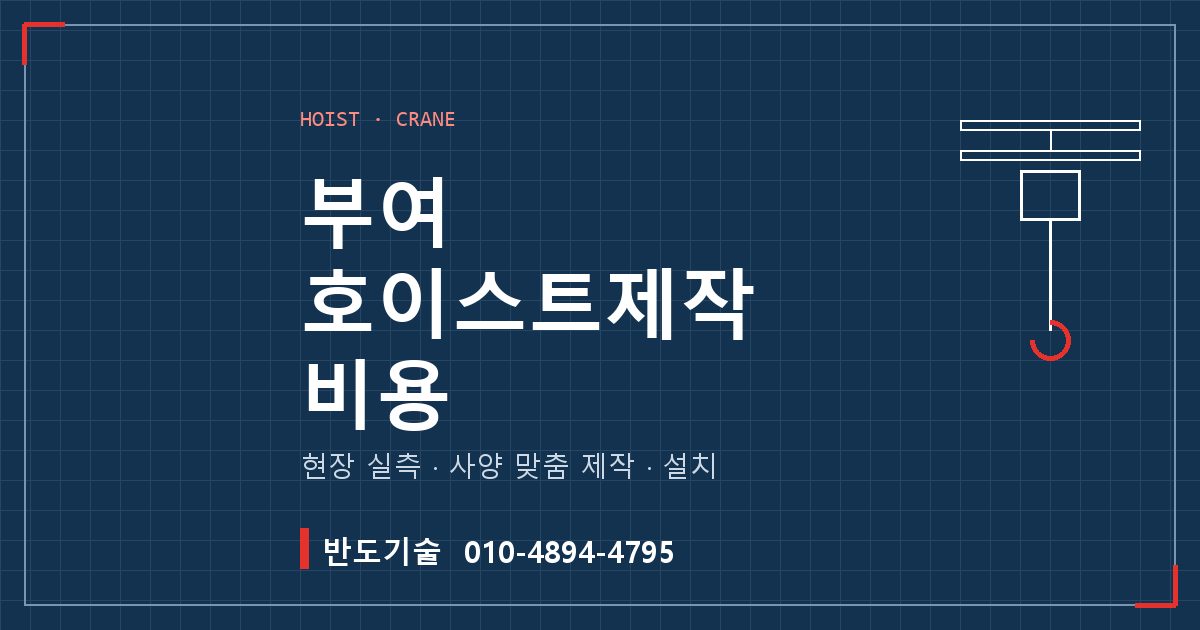 HOIST · CRANE
부여
호이스트제작
비용
현장 실측 · 사양 맞춤 제작 · 설치
반도기술 010-4894-4795